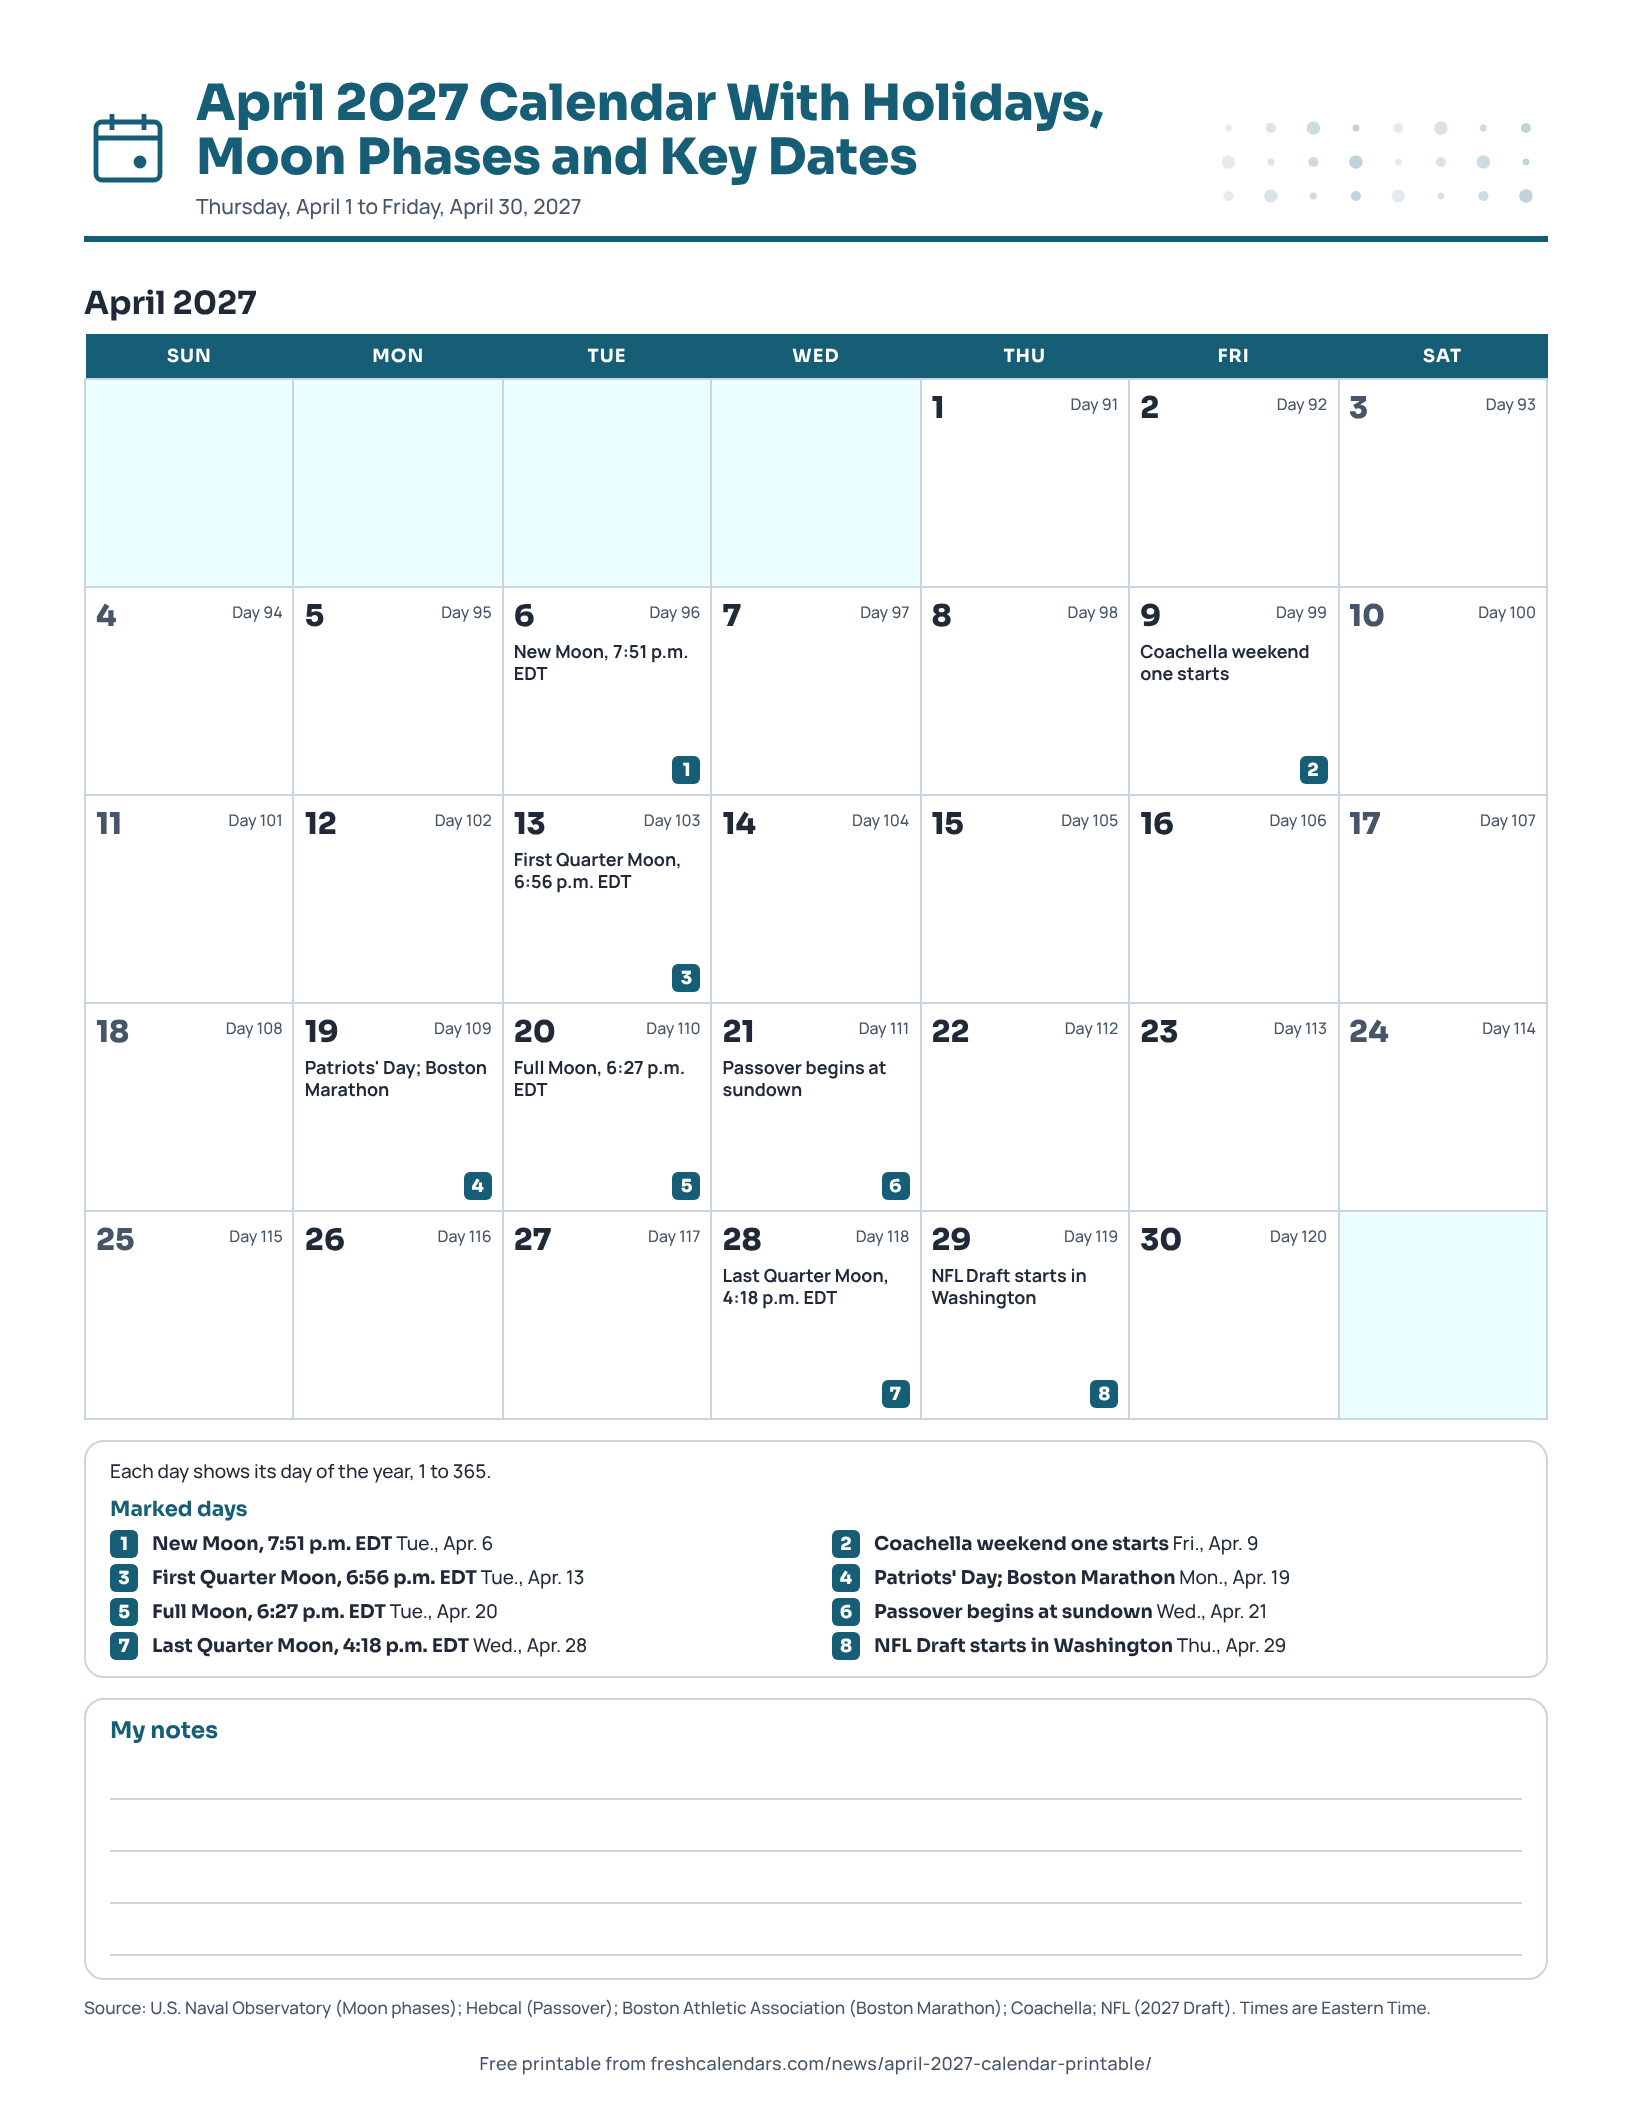 April 2027 Calendar With Holidays,
Moon Phases and Key Dates
Thursday, April 1 to Friday, April 30, 2027
April 2027
SUN MON TUE WED THU FRI SAT
1 Day 91 2 Day 92 3 Day 93
4 Day 94 5 Day 95 6 Day 96 7 Day 97 8 Day 98 9 Day 99 10 Day 100
New Moon, 7:51 p.m. Coachella weekend
EDT one starts
1 2
11 Day 101 12 Day 102 13 Day 103 14 Day 104 15 Day 105 16 Day 106 17 Day 107
First Quarter Moon,
6:56 p.m. EDT
3
18 Day 108 19 Day 109 20 Day 110 21 Day 111 22 Day 112 23 Day 113 24 Day 114
Patriots' Day; Boston Full Moon, 6:27 p.m. Passover begins at
Marathon EDT sundown
4 5 6
25 Day 115 26 Day 116 27 Day 117 28 Day 118 29 Day 119 30 Day 120
Last Quarter Moon, NFL Draft starts in
4:18 p.m. EDT Washington
7 8
Each day shows its day of the year, 1 to 365.
Marked days
1 New Moon, 7:51 p.m. EDT Tue., Apr. 6
2 Coachella weekend one starts Fri., Apr. 9
3 First Quarter Moon, 6:56 p.m. EDT Tue., Apr. 13
4 Patriots' Day; Boston Marathon Mon., Apr. 19
5 Full Moon, 6:27 p.m. EDT Tue., Apr. 20
6 Passover begins at sundown Wed., Apr. 21
7 Last Quarter Moon, 4:18 p.m. EDT Wed., Apr. 28
8 NFL Draft starts in Washington Thu., Apr. 29
My notes
Source: U.S. Naval Observatory (Moon phases); Hebcal (Passover); Boston Athletic Association (Boston Marathon); Coachella; NFL (2027 Draft). Times are Eastern Time.
Free printable from freshcalendars.com/news/april-2027-calendar-printable/